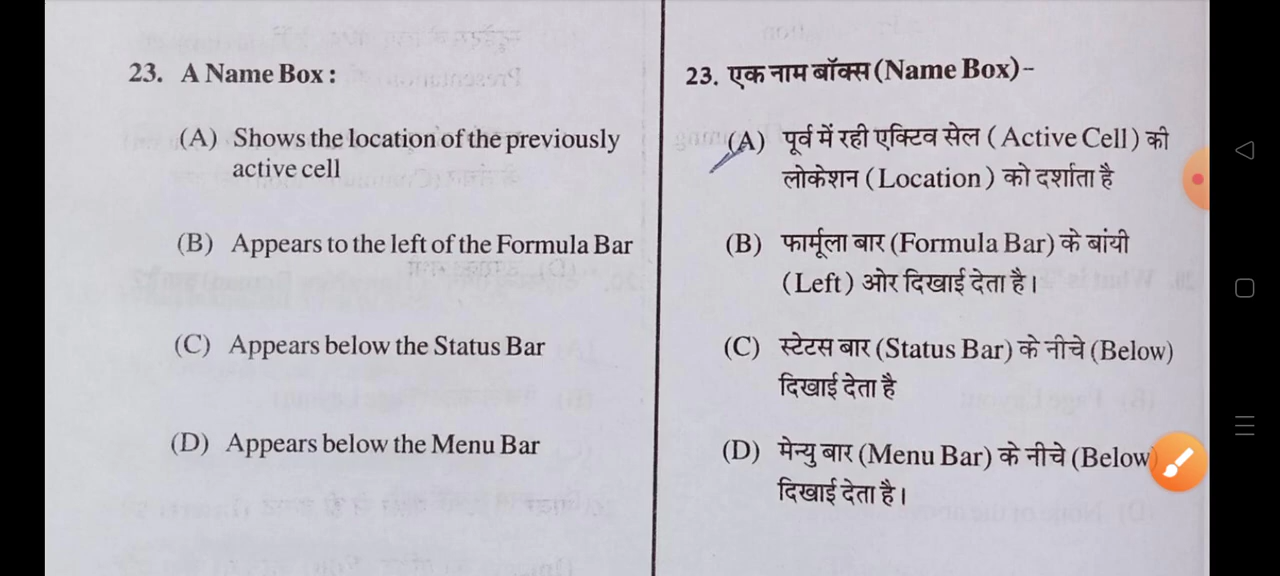 23. A Name Box :
(A) Shows the location of the previously
active cell
(B) Appears to the left of the Formula Bar
(C) Appears below the Status Bar
(D) Appears below the Menu Bar
23. एक नाम बॉक्स (Name Box) -
(A) पूर्व में रही एक्टिव सेल ( Active Cell ) की
लोकेशन ( Location ) को दर्शाता है
(B) फार्मूला बार (Formula Bar) के बांयी
( Left ) ओर दिखाई देता है।
(C) स्टेटस बार (Status Bar) के नीचे (Below)
दिखाई देता है
(D) मेन्यु बार (Menu Bar) के नीचे (Below)
दिखाई देता है।